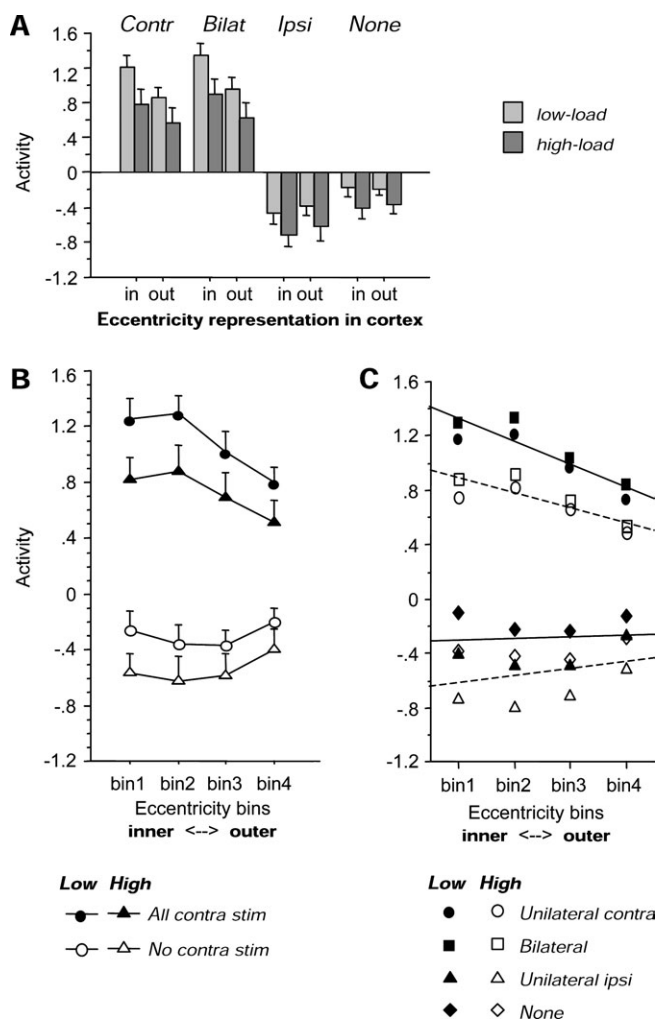 A
Contr Bilat Ipsi None
1.6
1.2
.8
.4
0
-.4
-.8
-1.2
Activity
low-load
high-load
in out in out in out in out
Eccentricity representation in cortex
B
1.6
1.2
.8
.4
0
-.4
-.8
-1.2
Activity
bin1 bin2 bin3 bin4
Eccentricity bins
inner <--> outer
Low High
All contra stim
No contra stim
C
1.6
1.2
.8
.4
0
-.4
-.8
-1.2
bin1 bin2 bin3 bin4
Eccentricity bins
inner <--> outer
Low High
Unilateral contra
Bilateral
Unilateral ipsi
None